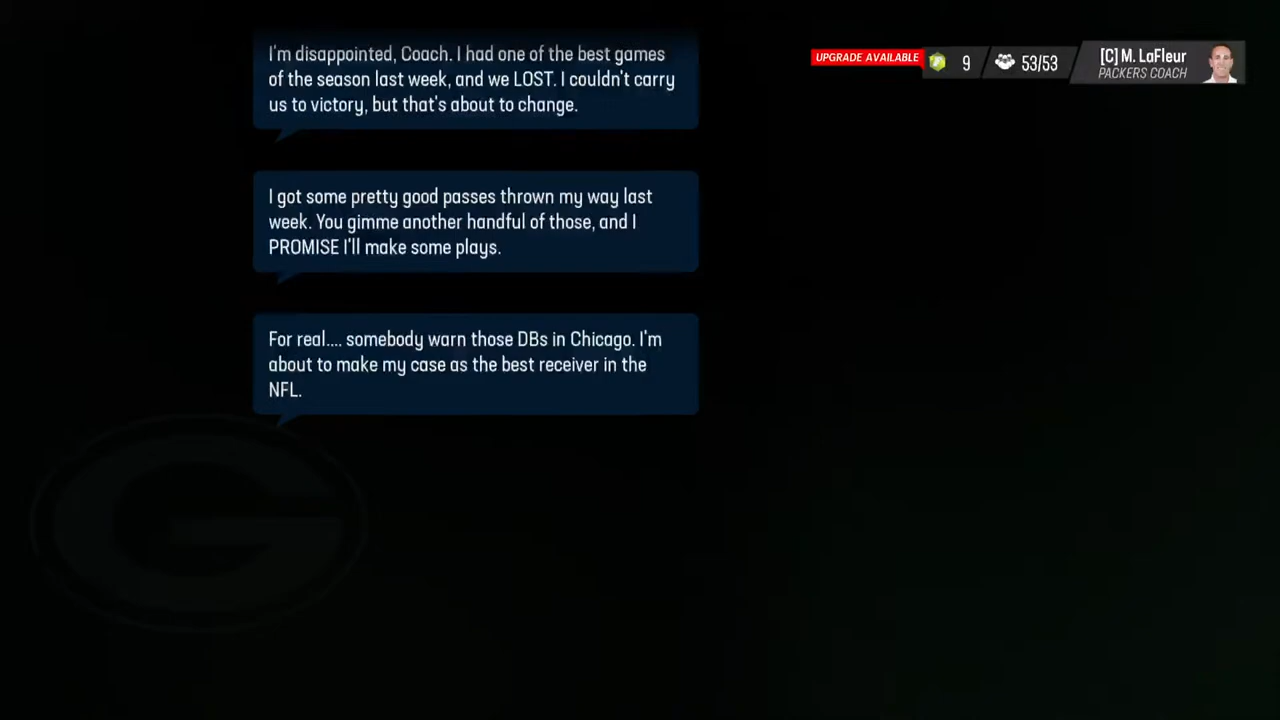 I'm disappointed, Coach. I had one of the best games
of the season last week, and we LOST. I couldn't carry
us to victory, but that's about to change.
UPGRADE AVAILABLE
9
53/53
[C] M. LaFleur
PACKERS COACH
I got some pretty good passes thrown my way last
week. You gimme another handful of those, and I
PROMISE I'll make some plays.
For real.... somebody warn those DBs in Chicago. I'm
about to make my case as the best receiver in the
NFL.
G